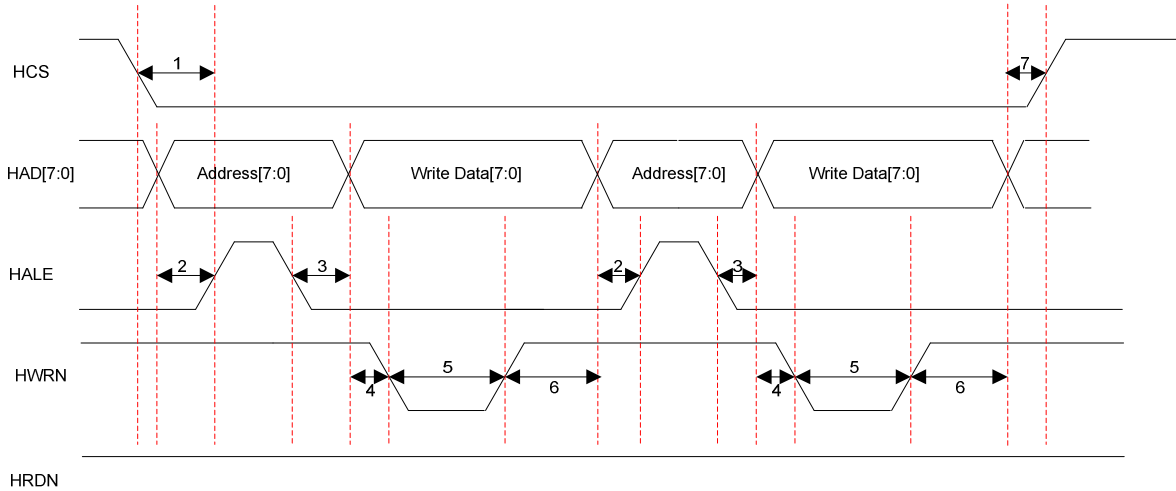 HCS 1 7
HAD[7:0] Address[7:0] Write Data[7:0] Address[7:0] Write Data[7:0]
HALE 2 3 2 3
HWRN 4 5 6 4 5 6
HRDN